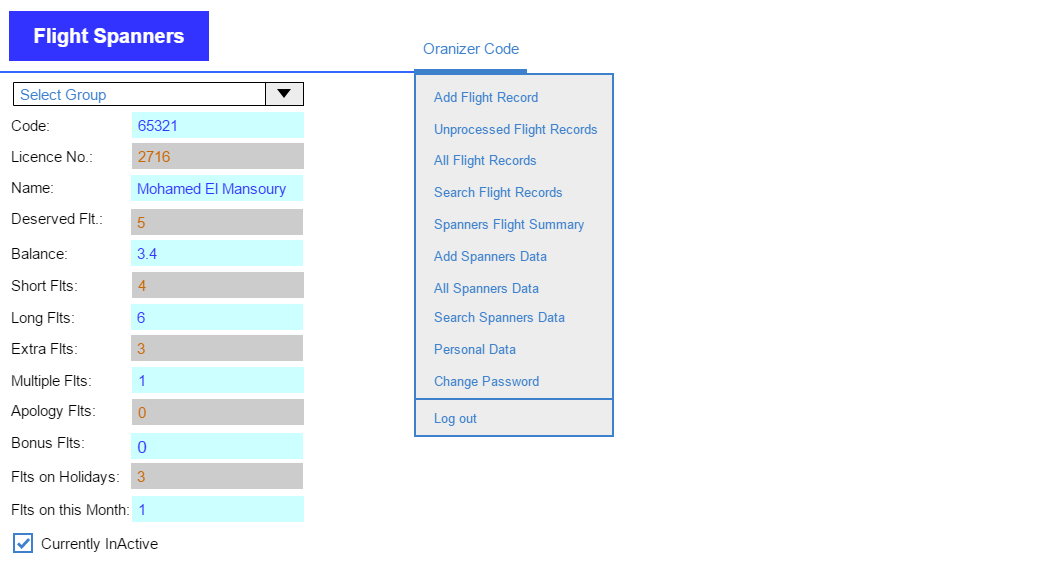 Flight Spanners
Oranizer Code
Select Group
Code: 65321
Licence No.: 2716
Name: Mohamed El Mansoury
Deserved Flt.: 5
Balance: 3.4
Short Flts: 4
Long Flts: 6
Extra Flts: 3
Multiple Flts: 1
Apology Flts: 0
Bonus Flts: 0
Flts on Holidays: 3
Flts on this Month: 1
Currently InActive
Add Flight Record
Unprocessed Flight Records
All Flight Records
Search Flight Records
Spanners Flight Summary
Add Spanners Data
All Spanners Data
Search Spanners Data
Personal Data
Change Password
Log out